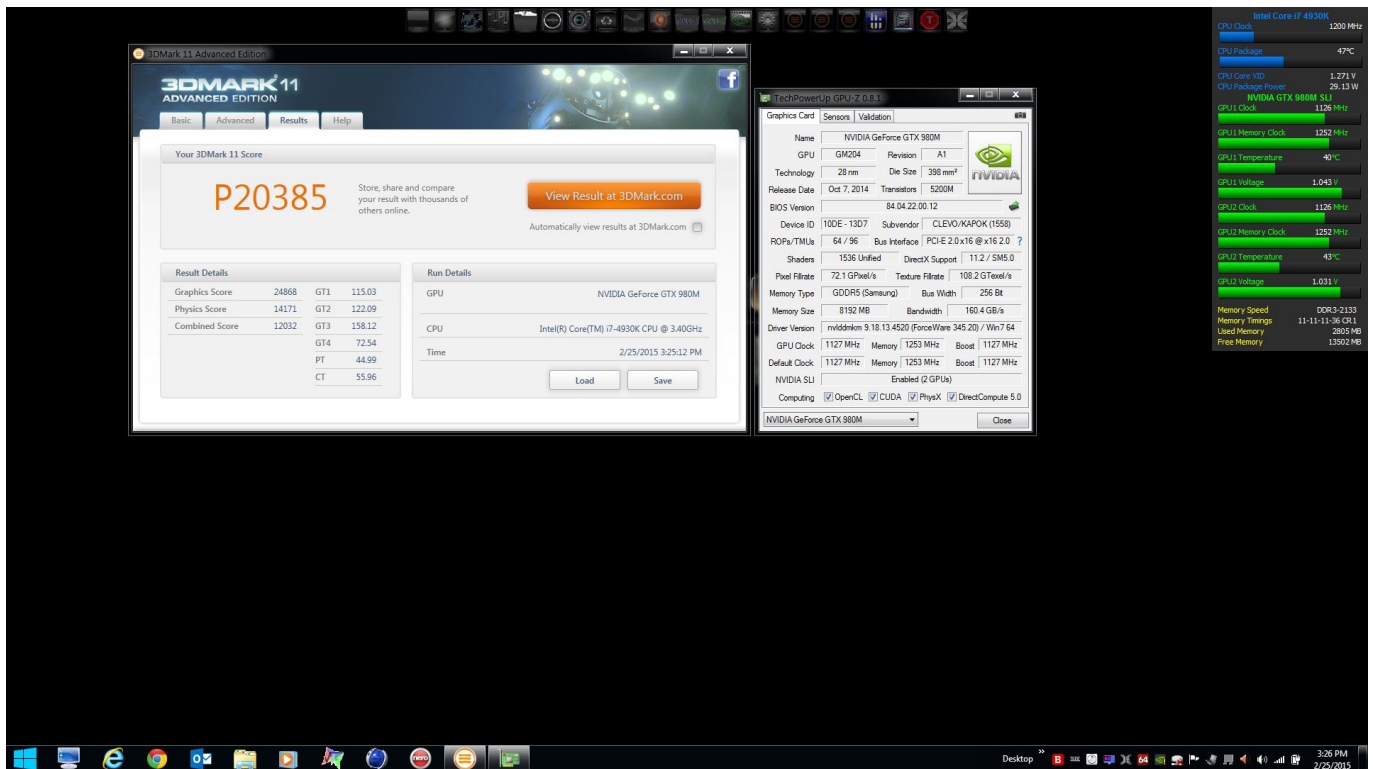 3DMark 11 Advanced Edition
3DMARK 11
ADVANCED EDITION
Basic Advanced Results Help
Your 3DMark 11 Score
P20385
Store, share and compare
your result with thousands of
others online.
View Result at 3DMark.com
Automatically view results at 3DMark.com
Result Details
Graphics Score 24868 GT1 115.03
Physics Score 14171 GT2 122.09
Combined Score 12032 GT3 158.12
GT4 72.54
PT 44.99
CT 55.96
Run Details
GPU NVIDIA GeForce GTX 980M
CPU Intel(R) Core(TM) i7-4930K CPU @ 3.40GHz
Time 2/25/2015 3:25:12 PM
Load Save
TechPowerUp GPU-Z 0.8.1
Graphics Card Sensors Validation
Name NVIDIA GeForce GTX 980M
GPU GM204 Revision A1
Technology 28 nm Die Size 398 mm²
nVIDIA
Release Date Oct 7, 2014 Transistors 5200M
BIOS Version 84.04.22.00.12
Device ID 10DE - 13D7 Subvendor CLEVO/KAPOK (1558)
ROPs/TMUs 64 / 96 Bus Interface PCI-E 2.0 x16 @ x16 2.0 ?
Shaders 1536 Unified DirectX Support 11.2 / SM5.0
Pixel Fillrate 72.1 GPixel/s Texture Fillrate 108.2 GTexel/s
Memory Type GDDR5 (Samsung) Bus Width 256 Bit
Memory Size 8192 MB Bandwidth 160.4 GB/s
Driver Version nvlddmkm 9.18.13.4520 (ForceWare 345.20) / Win7 64
GPU Clock 1127 MHz Memory 1253 MHz Boost 1127 MHz
Default Clock 1127 MHz Memory 1253 MHz Boost 1127 MHz
NVIDIA SLI Enabled (2 GPUs)
Computing OpenCL CUDA PhysX DirectCompute 5.0
NVIDIA GeForce GTX 980M Close
Intel Core i7 4930K
CPU Clock 1200 MHz
CPU Package 47°C
CPU Core VID 1.271 V
CPU Package Power 29.13 W
NVIDIA GTX 980M SLI
GPU1 Clock 1126 MHz
GPU1 Memory Clock 1252 MHz
GPU1 Temperature 40°C
GPU1 Voltage 1.043 V
GPU2 Clock 1126 MHz
GPU2 Memory Clock 1252 MHz
GPU2 Temperature 43°C
GPU2 Voltage 1.031 V
Memory Speed DDR3-2133
Memory Timings 11-11-11-36 CR1
Used Memory 2805 MB
Free Memory 13502 MB
Desktop 64 3:26 PM
2/25/2015